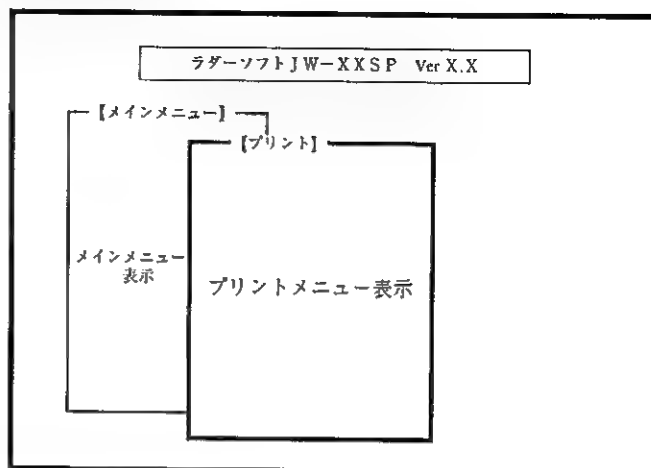 ラダーソフトJW-XXSP Ver X.X
【メインメニュー】
【プリント】
メインメニュー
表示
プリントメニュー表示